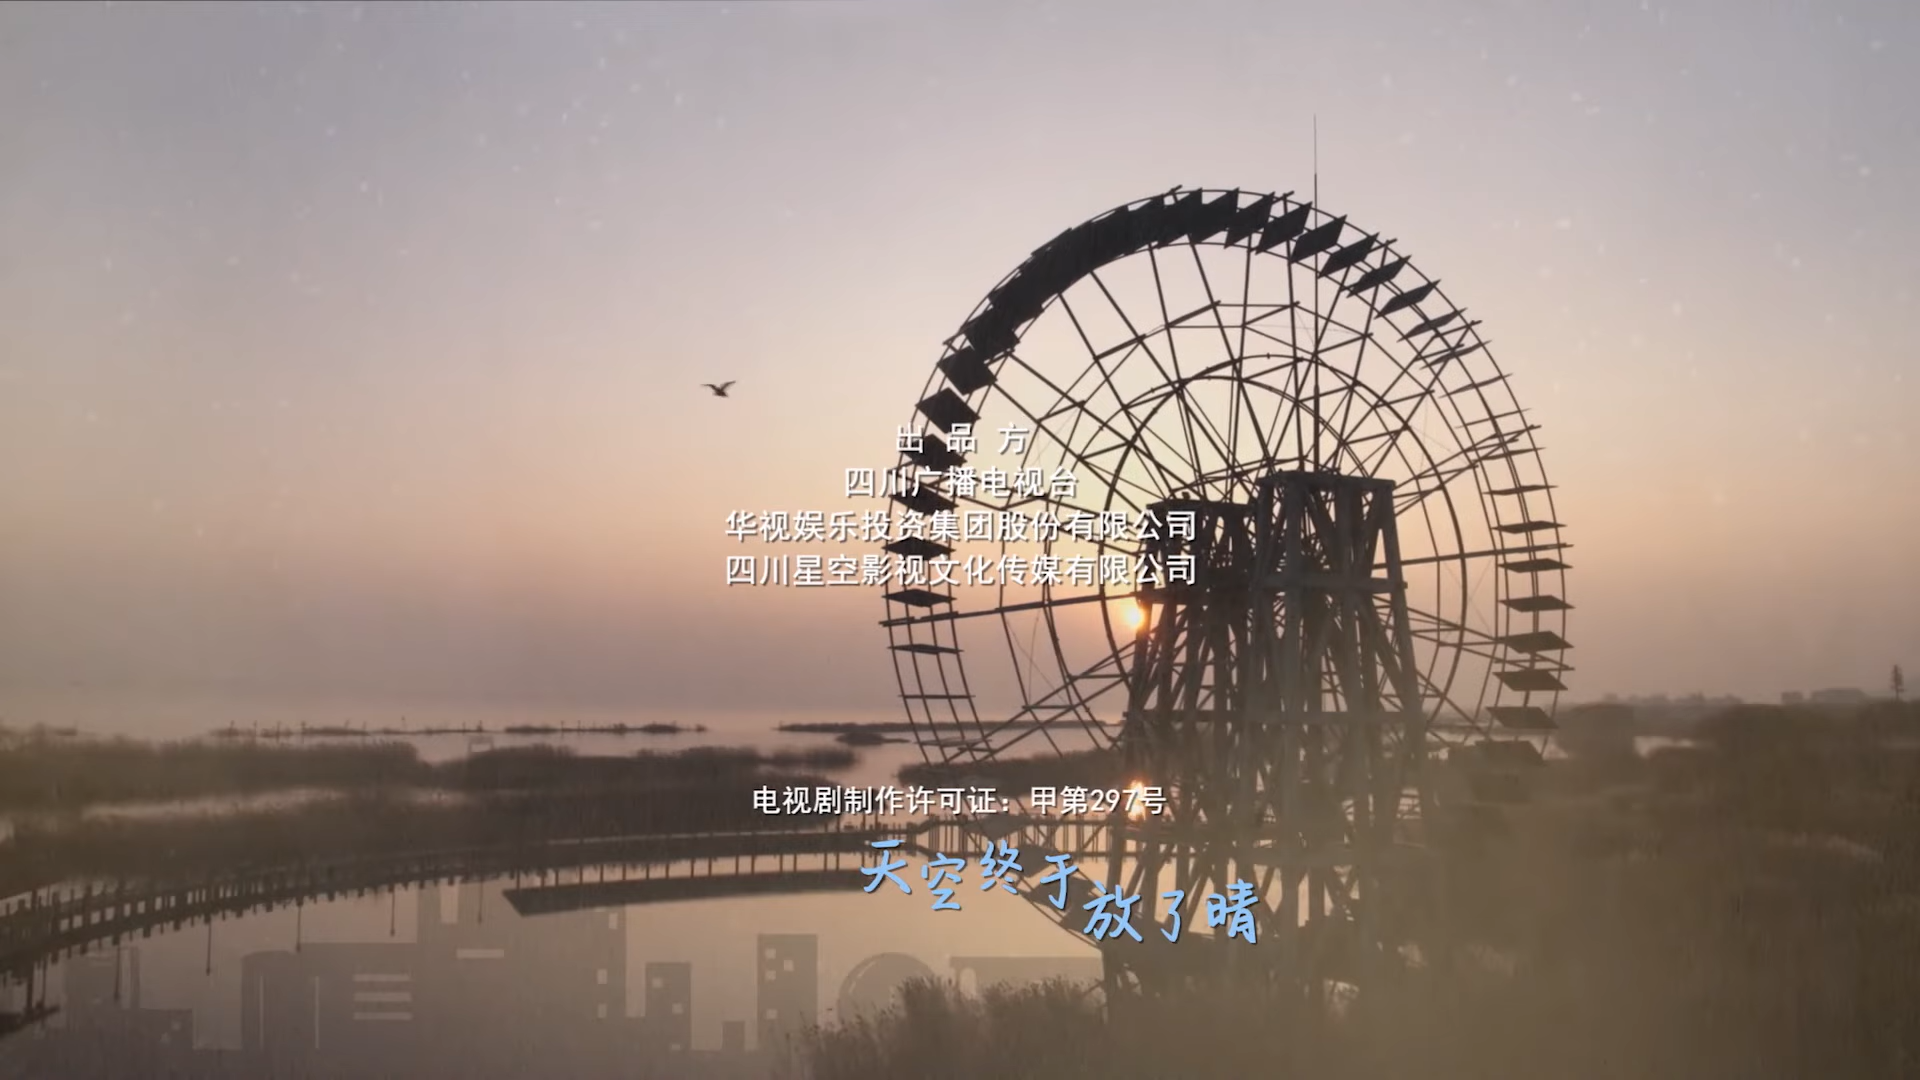 出品方
四川广播电视台
华视娱乐投资集团股份有限公司
四川星空影视文化传媒有限公司
电视剧制作许可证：甲第297号
天空终于放了晴